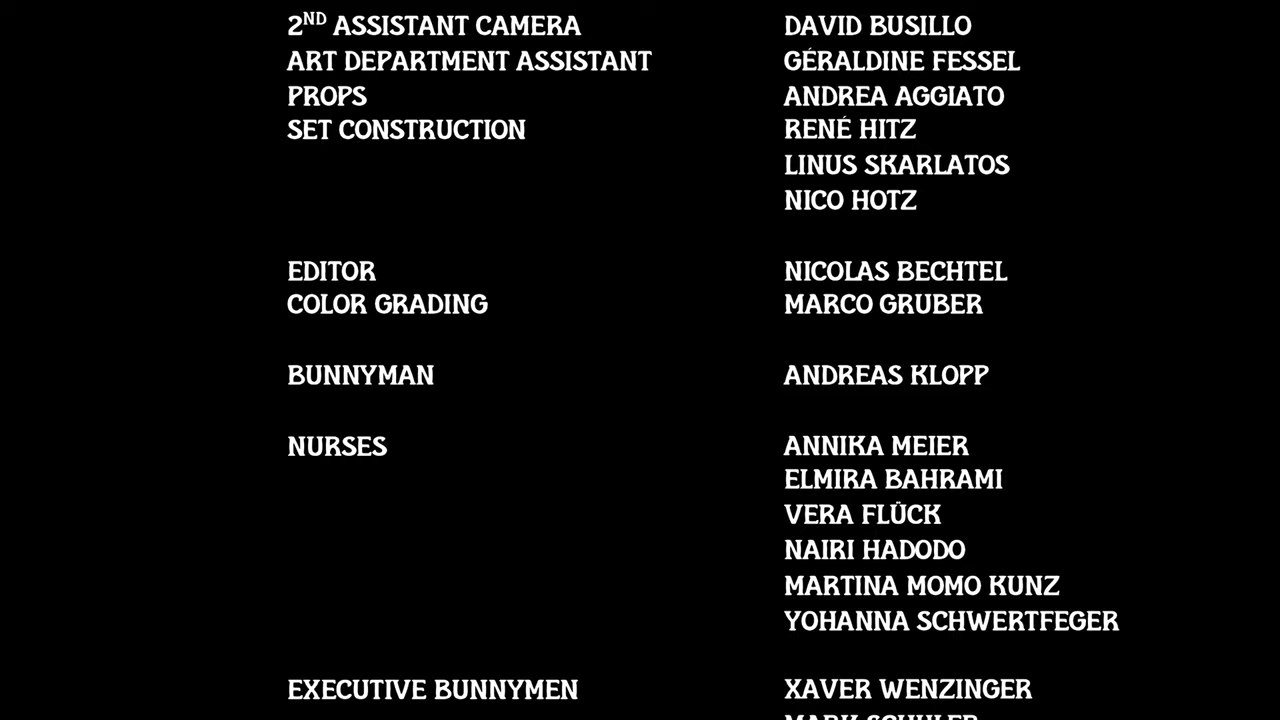 2ND ASSISTANT CAMERA DAVID BUSILLO
ART DEPARTMENT ASSISTANT GÉRALDINE FESSEL
PROPS ANDREA AGGIATO
SET CONSTRUCTION RENÉ HITZ
LINUS SKARLATOS
NICO HOTZ
EDITOR NICOLAS BECHTEL
COLOR GRADING MARCO GRUBER
BUNNYMAN ANDREAS KLOPP
NURSES ANNIKA MEIER
ELMIRA BAHRAMI
VERA FLÜCK
NAIRI HADODO
MARTINA MOMO KUNZ
YOHANNA SCHWERTFEGER
EXECUTIVE BUNNYMEN XAVER WENZINGER